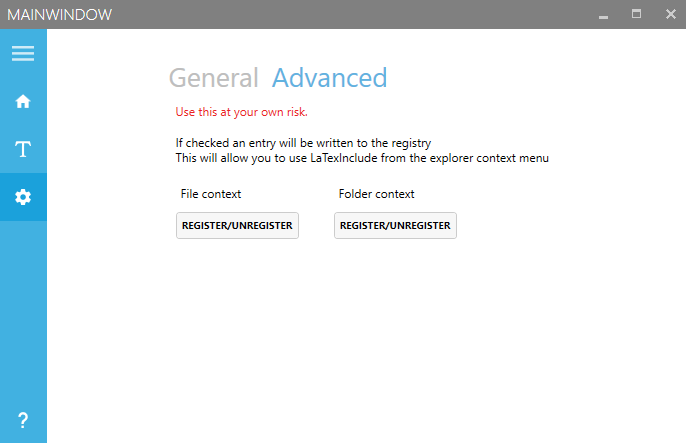 MAINWINDOW
General Advanced
Use this at your own risk.
If checked an entry will be written to the registry
This will allow you to use LaTexInclude from the explorer context menu
File context Folder context
REGISTER/UNREGISTER REGISTER/UNREGISTER
T
?